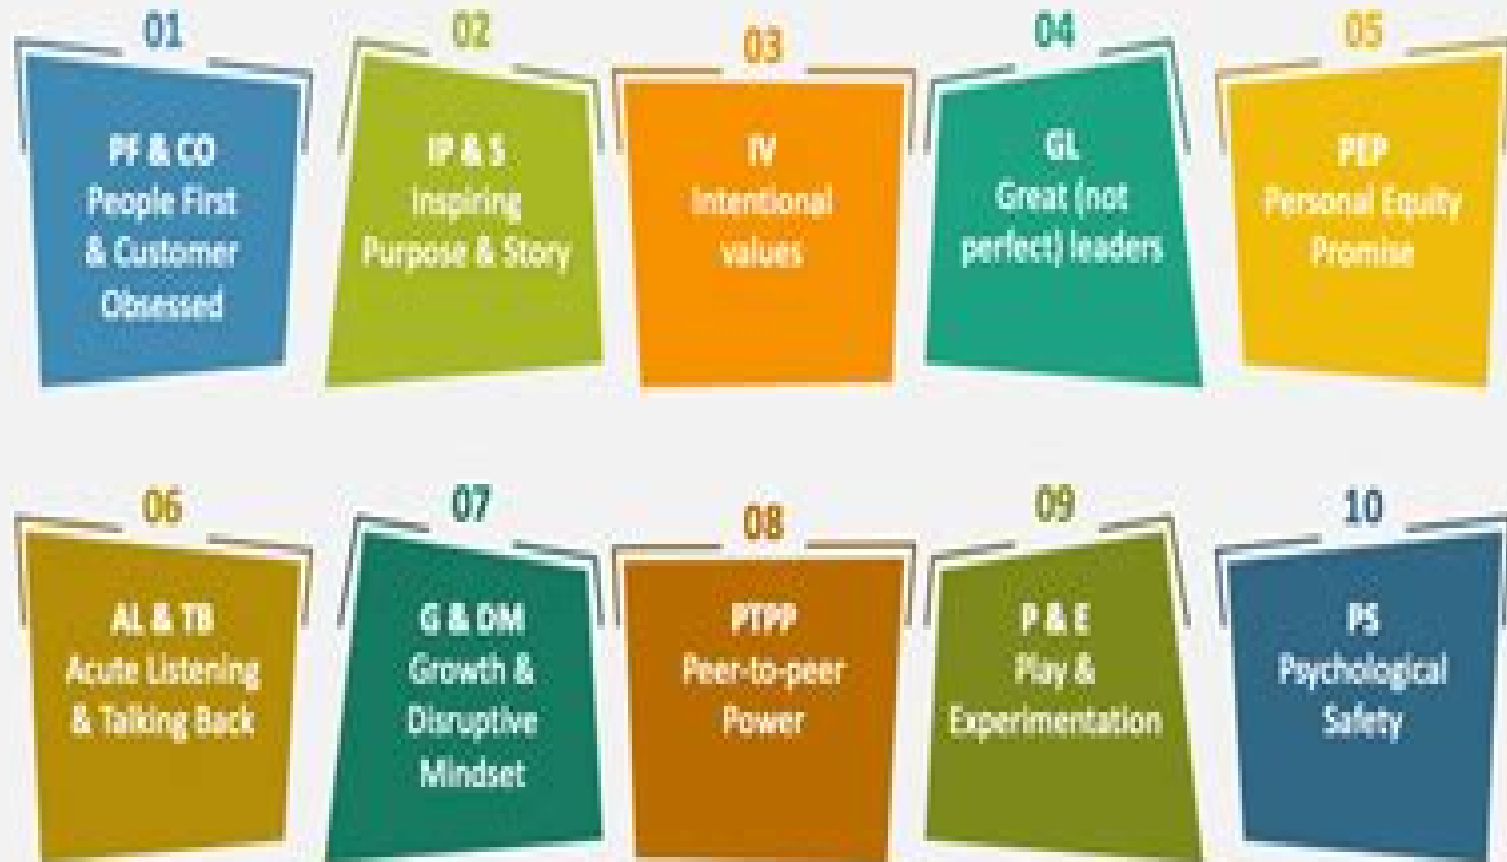 01
PF & CO
People First
& Customer
Obsessed
02
IP & S
Inspiring
Purpose & Story
03
IV
Intentional
values
04
GL
Great (not
perfect) leaders
05
PEP
Personal Equity
Promise
06
AL & TB
Acute Listening
& Talking Back
07
G & DM
Growth &
Disruptive
Mindset
08
PTPP
Peer-to-peer
Power
09
P & E
Play &
Experimentation
10
PS
Psychological
Safety